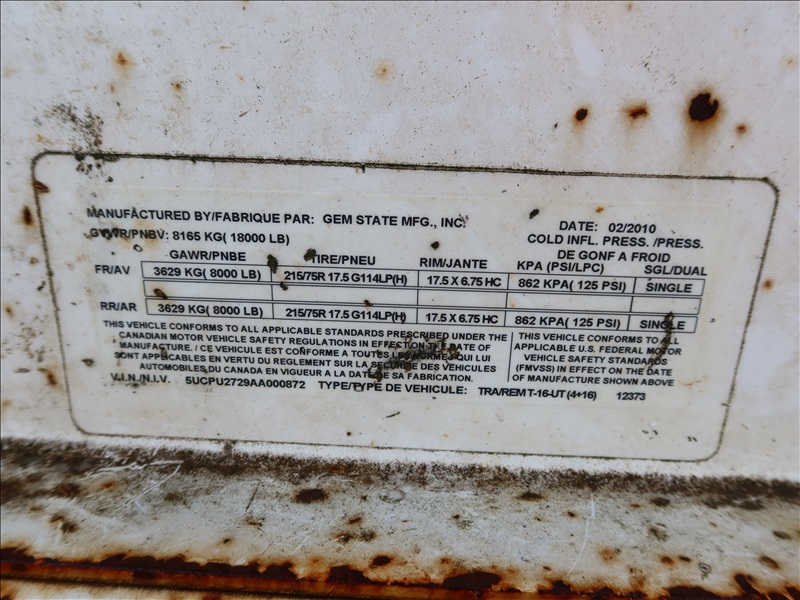 MANUFACTURED BY/FABRIQUE PAR: GEM STATE MFG., INC. DATE: 02/2010
GVWR/PNBV: 8165 KG( 18000 LB) COLD INFL. PRESS. /PRESS.
DE GONF A FROID
GAWR/PNBE TIRE/PNEU RIM/JANTE KPA (PSI/LPC) SGL/DUAL
FR/AV 3629 KG( 8000 LB) 215/75R 17.5 G114LP(H) 17.5 X 6.75 HC 862 KPA( 125 PSI) SINGLE
RR/AR 3629 KG( 8000 LB) 215/75R 17.5 G114LP(H) 17.5 X 6.75 HC 862 KPA( 125 PSI) SINGLE
THIS VEHICLE CONFORMS TO ALL APPLICABLE STANDARDS PRESCRIBED UNDER THE
CANADIAN MOTOR VEHICLE SAFETY REGULATIONS IN EFFECT ON THE DATE OF
MANUFACTURE. / CE VEHICULE EST CONFORME A TOUTES LES NORMES QUI LUI
SONT APPLICABLES EN VERTU DU REGLEMENT SUR LA SECURITE DES VEHICULES
AUTOMOBILES DU CANADA EN VIGUEUR A LA DATE DE SA FABRICATION.
THIS VEHICLE CONFORMS TO ALL
APPLICABLE U.S. FEDERAL MOTOR
VEHICLE SAFETY STANDARDS
(FMVSS) IN EFFECT ON THE DATE
OF MANUFACTURE SHOWN ABOVE
V.I.N./N.I.V. 5UCPU2729AA000872 TYPE/TYPE DE VEHICULE: TRA/REM T-16-UT (4+16) 12373